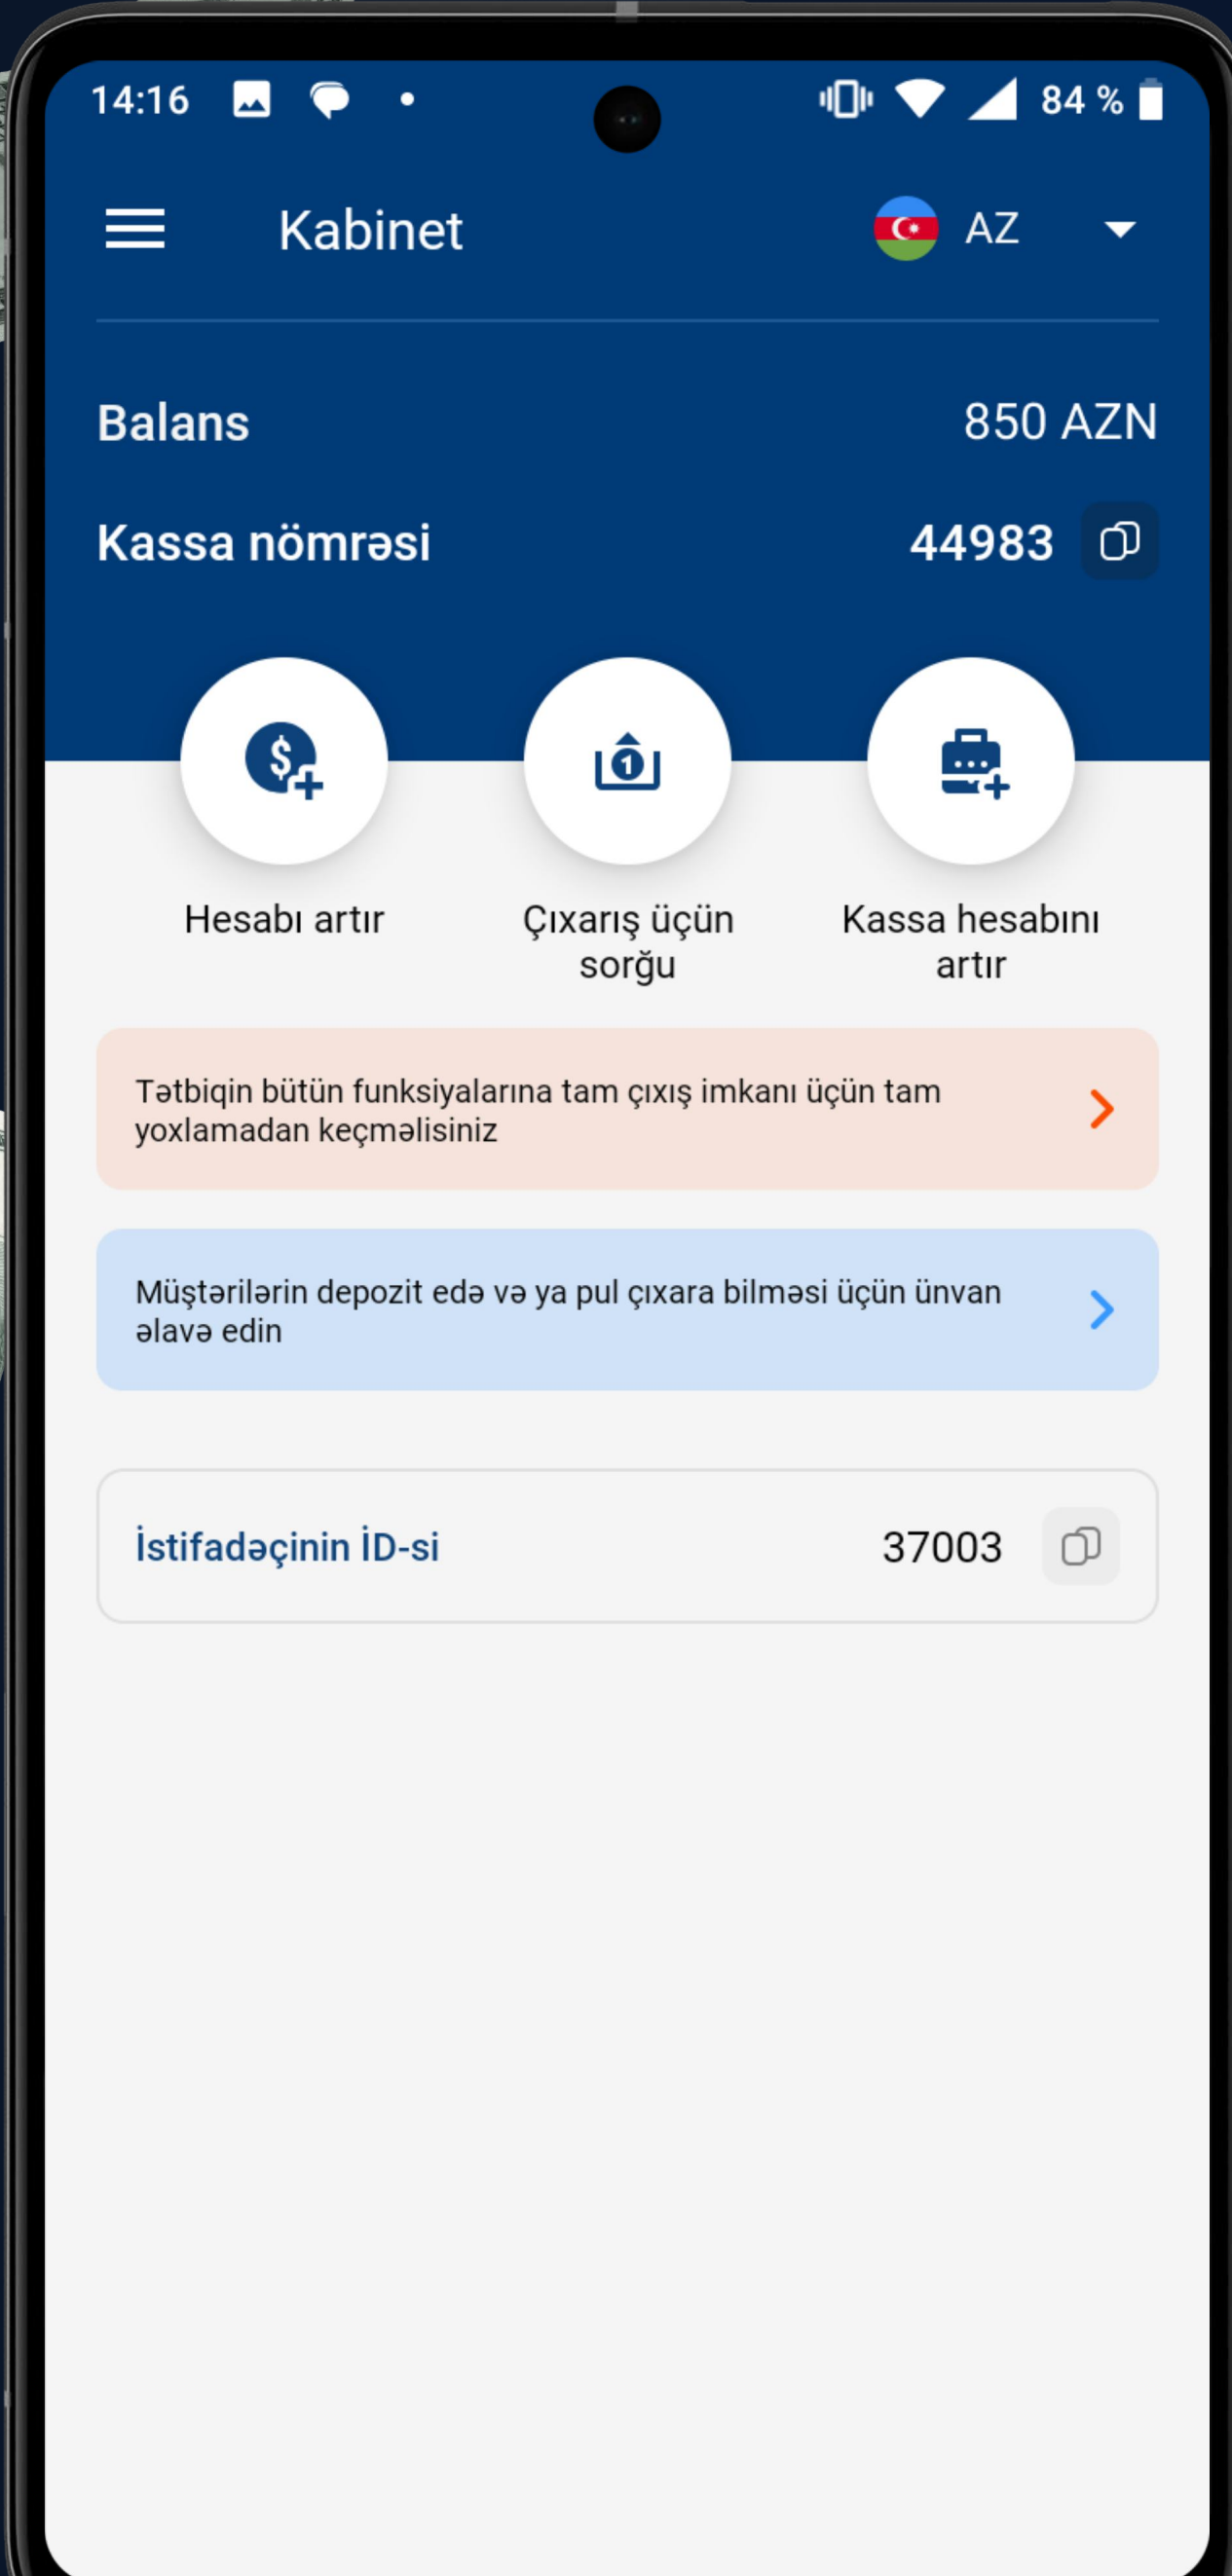 14:16
84 %
Kabinet
AZ
Balans
850 AZN
Kassa nömrəsi
44983
Hesabı artır
Çıxarış üçün
sorğu
Kassa hesabını
artır
Tətbiqin bütün funksiyalarına tam çıxış imkanı üçün tam
yoxlamadan keçməlisiniz
Müştərilərin depozit edə və ya pul çıxara bilməsi üçün ünvan
əlavə edin
İstifadəçinin İD-si
37003